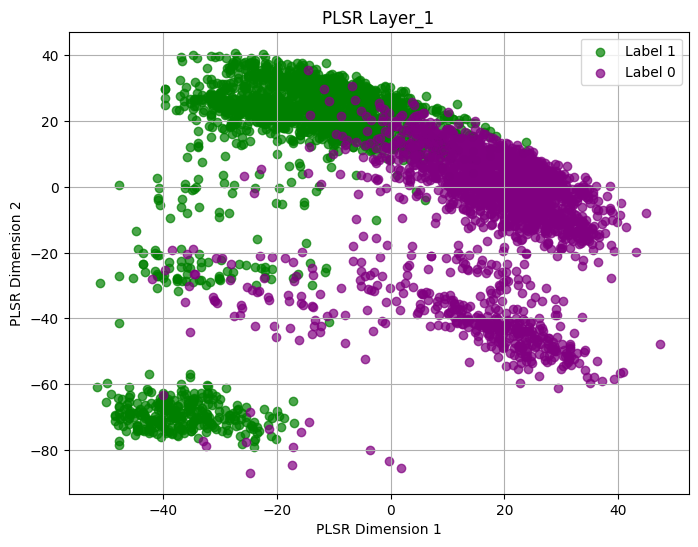 PLSR Layer_1
Label 1
Label 0
40
20
0
−20
−40
−60
−80
PLSR Dimension 2
−40
−20
0
20
40
PLSR Dimension 1